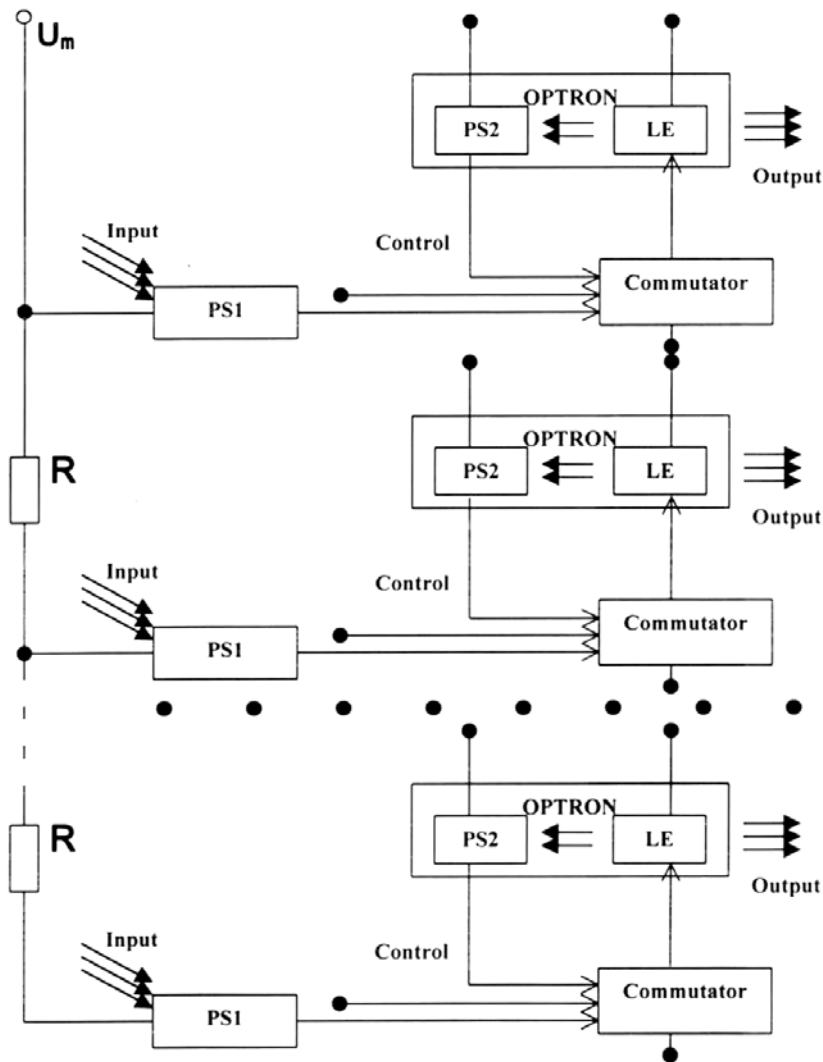 Um
OPTRON
PS2
LE
Output
Input
Control
Commutator
PS1
R
OPTRON
PS2
LE
Output
Input
Control
Commutator
PS1
R
OPTRON
PS2
LE
Output
Input
Control
Commutator
PS1